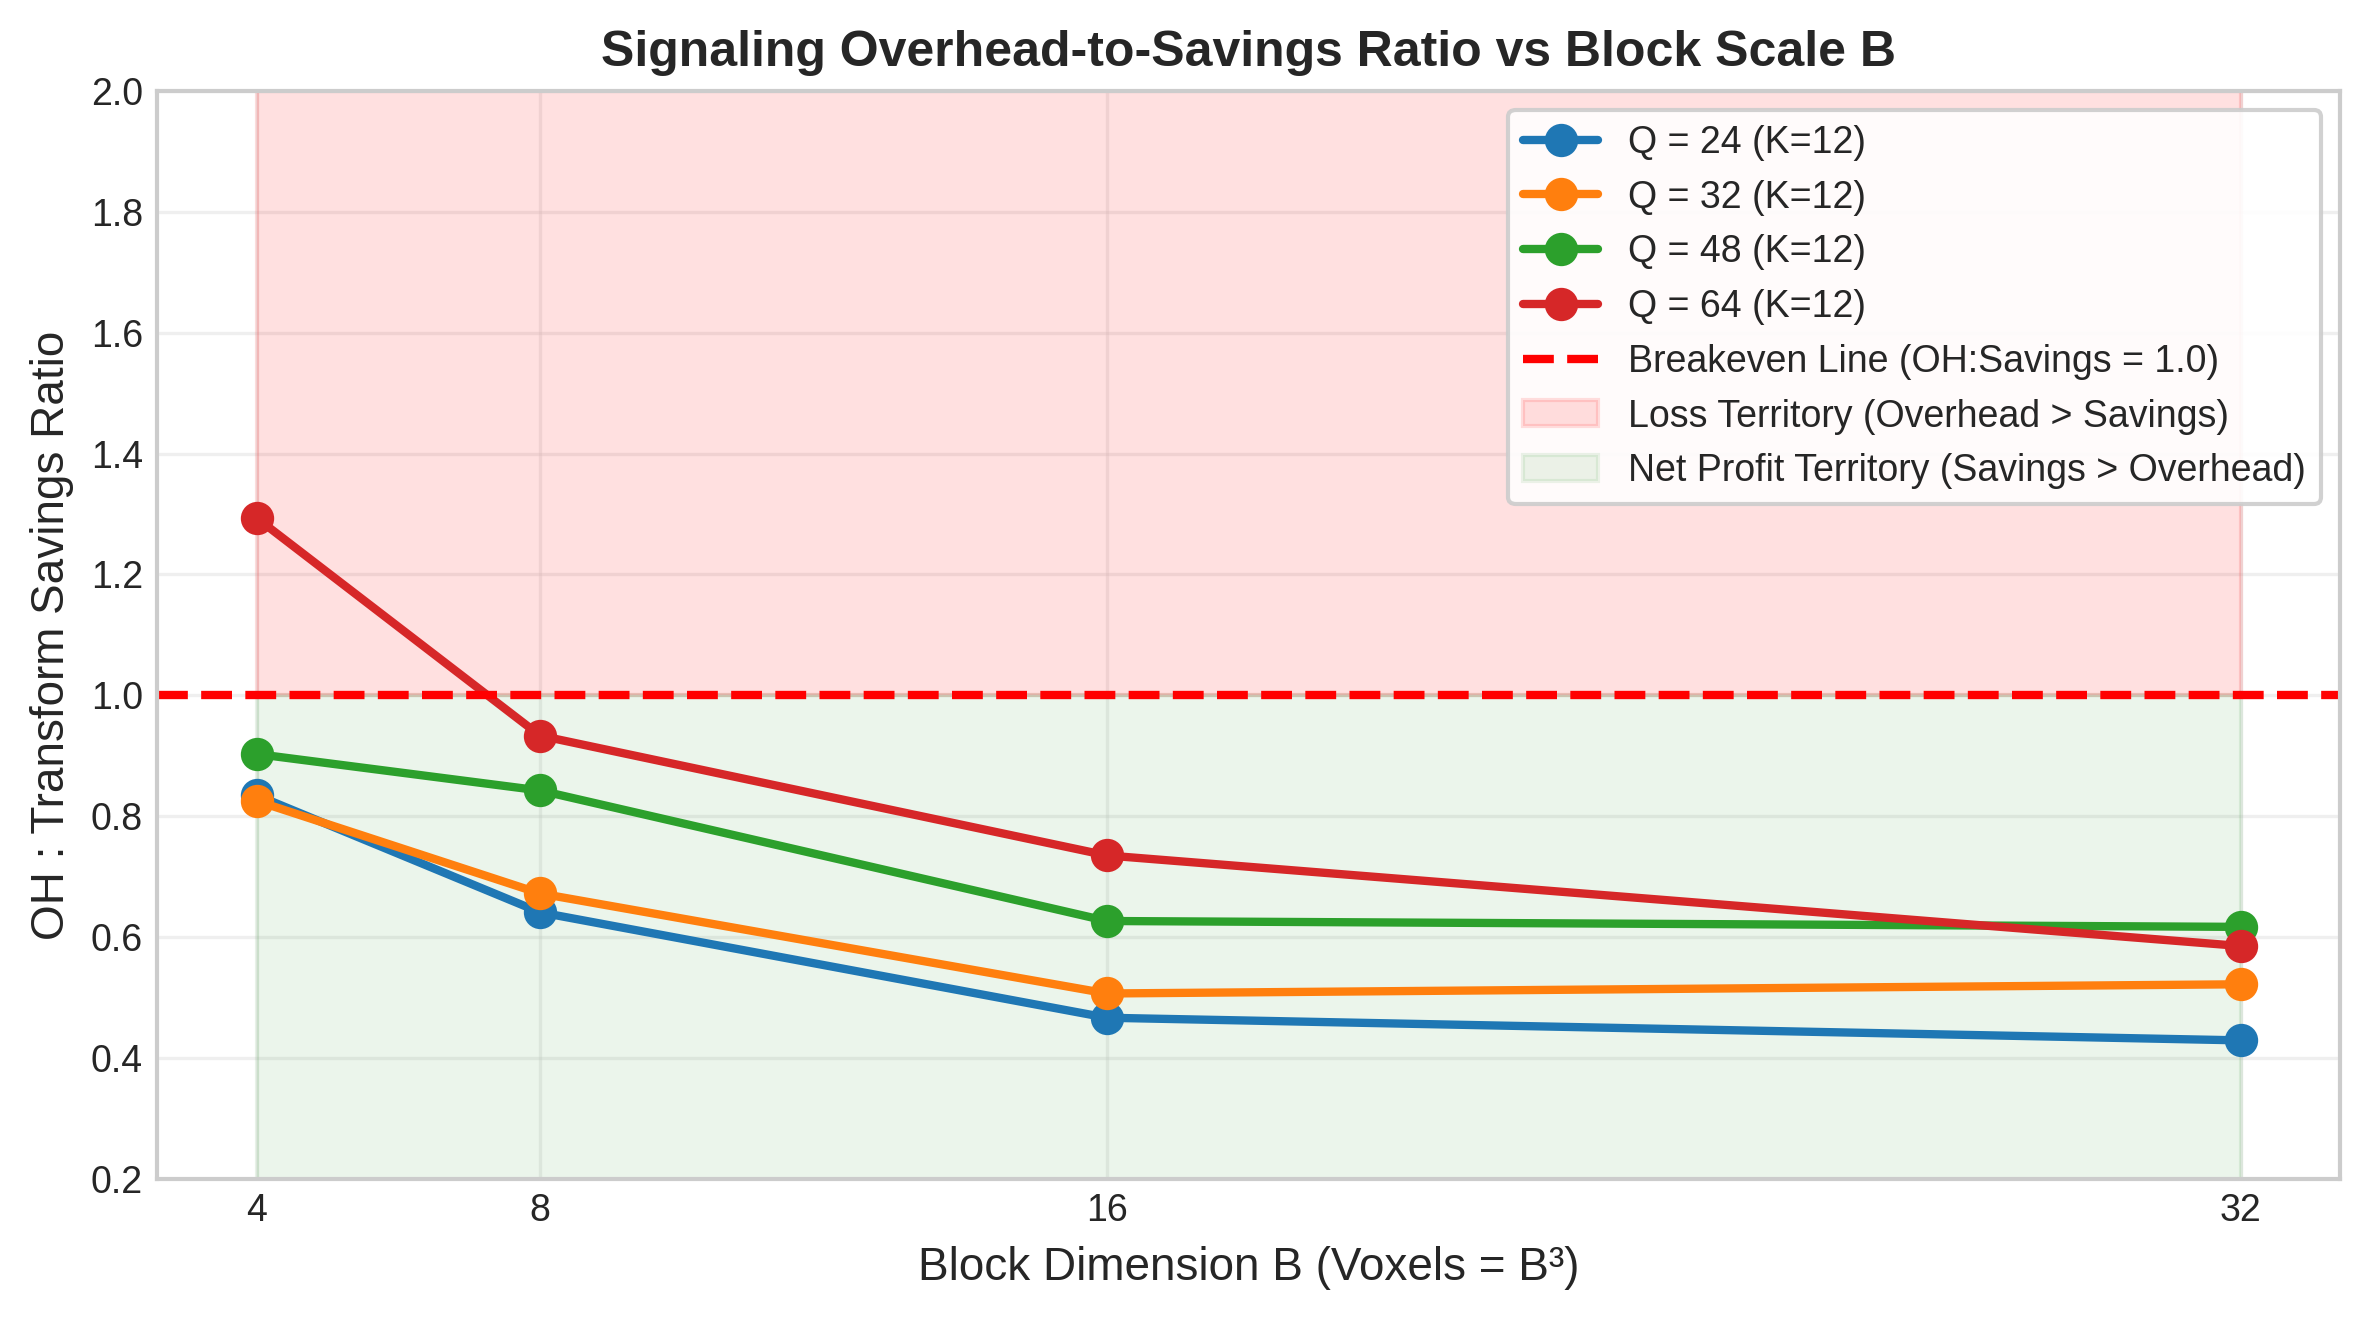 Signaling Overhead-to-Savings Ratio vs Block Scale B
OH : Transform Savings Ratio
2.0
1.8
1.6
1.4
1.2
1.0
0.8
0.6
0.4
0.2
Q = 24 (K=12)
Q = 32 (K=12)
Q = 48 (K=12)
Q = 64 (K=12)
Breakeven Line (OH:Savings = 1.0)
Loss Territory (Overhead > Savings)
Net Profit Territory (Savings > Overhead)
4 8 16 32
Block Dimension B (Voxels = B³)